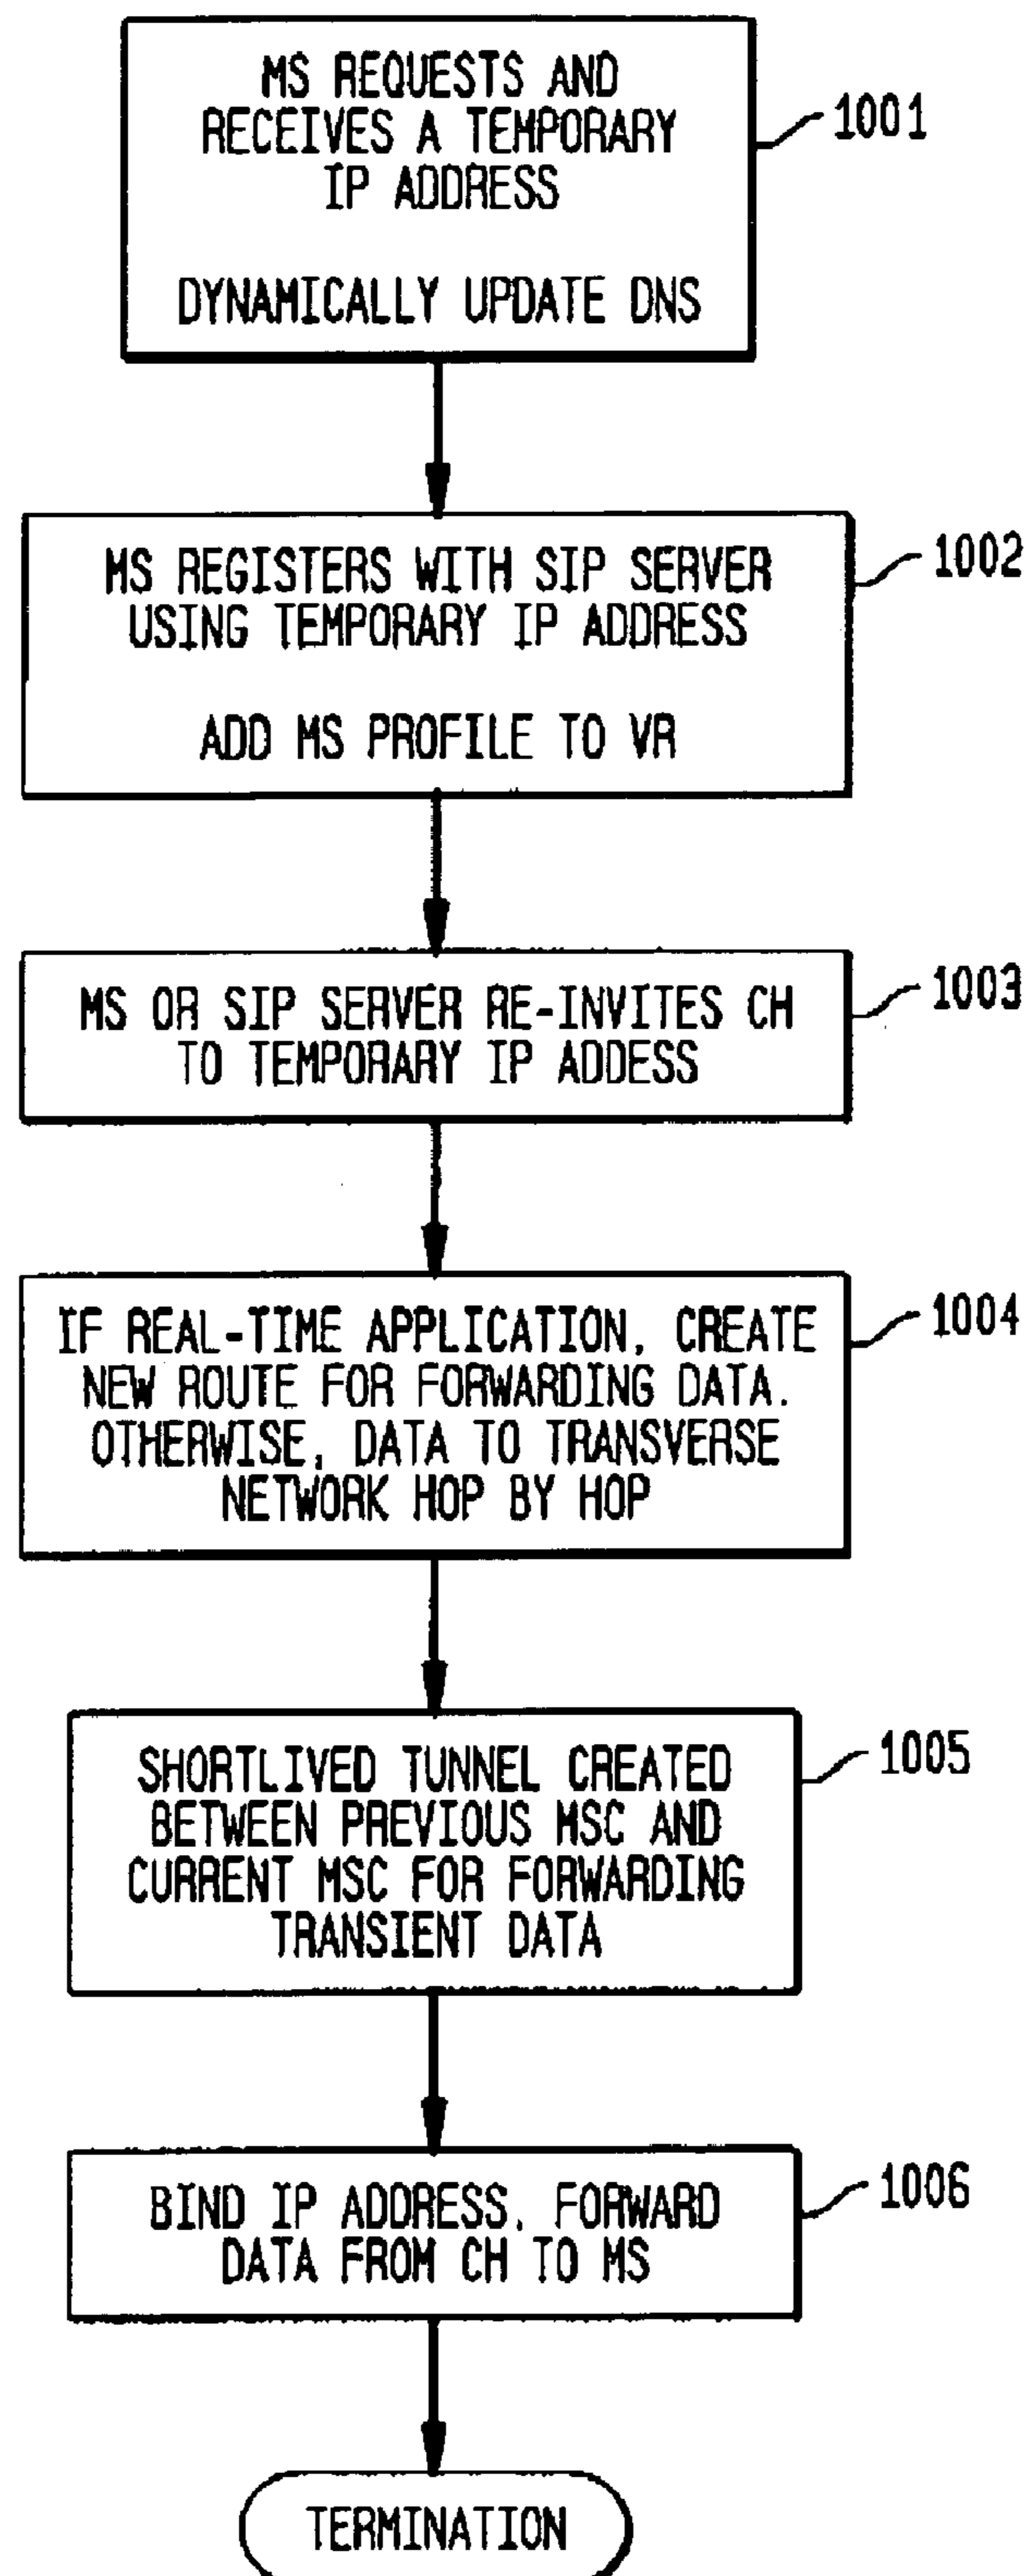 MS REQUESTS AND
RECEIVES A TEMPORARY
IP ADDRESS
DYNAMICALLY UPDATE DNS
1001
MS REGISTERS WITH SIP SERVER
USING TEMPORARY IP ADDRESS
ADD MS PROFILE TO VR
1002
MS OR SIP SERVER RE-INVITES CH
TO TEMPORARY IP ADDESS
1003
IF REAL-TIME APPLICATION, CREATE
NEW ROUTE FOR FORWARDING DATA.
OTHERWISE, DATA TO TRANSVERSE
NETWORK HOP BY HOP
1004
SHORTLIVED TUNNEL CREATED
BETWEEN PREVIOUS MSC AND
CURRENT MSC FOR FORWARDING
TRANSIENT DATA
1005
BIND IP ADDRESS, FORWARD
DATA FROM CH TO MS
1006
TERMINATION